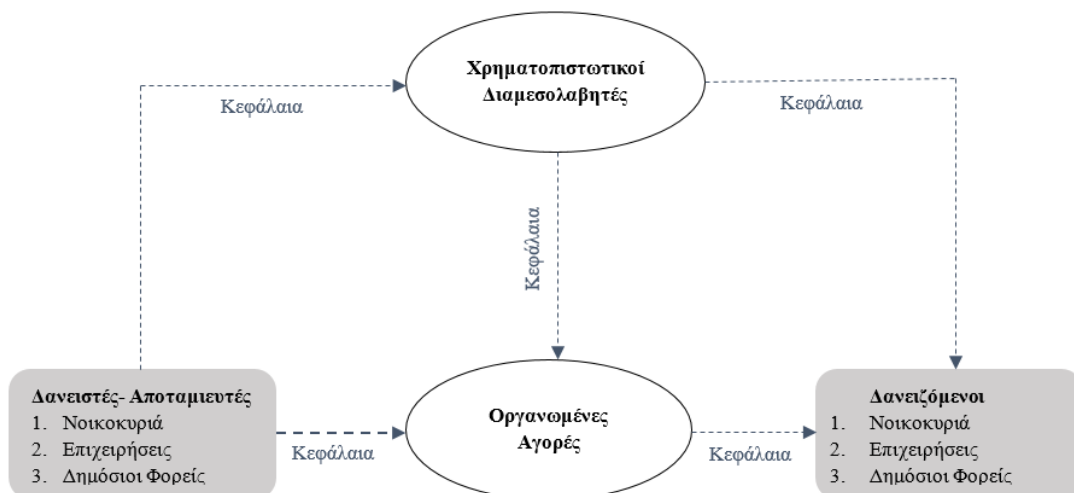 Χρηματοπιστωτικοί
Διαμεσολαβητές
Κεφάλαια
Κεφάλαια
Κεφάλαια
Δανειστές- Αποταμιευτές
1. Νοικοκυριά
2. Επιχειρήσεις
3. Δημόσιοι Φορείς
Κεφάλαια
Οργανωμένες
Αγορές
Κεφάλαια
Δανειζόμενοι
1. Νοικοκυριά
2. Επιχειρήσεις
3. Δημόσιοι Φορείς